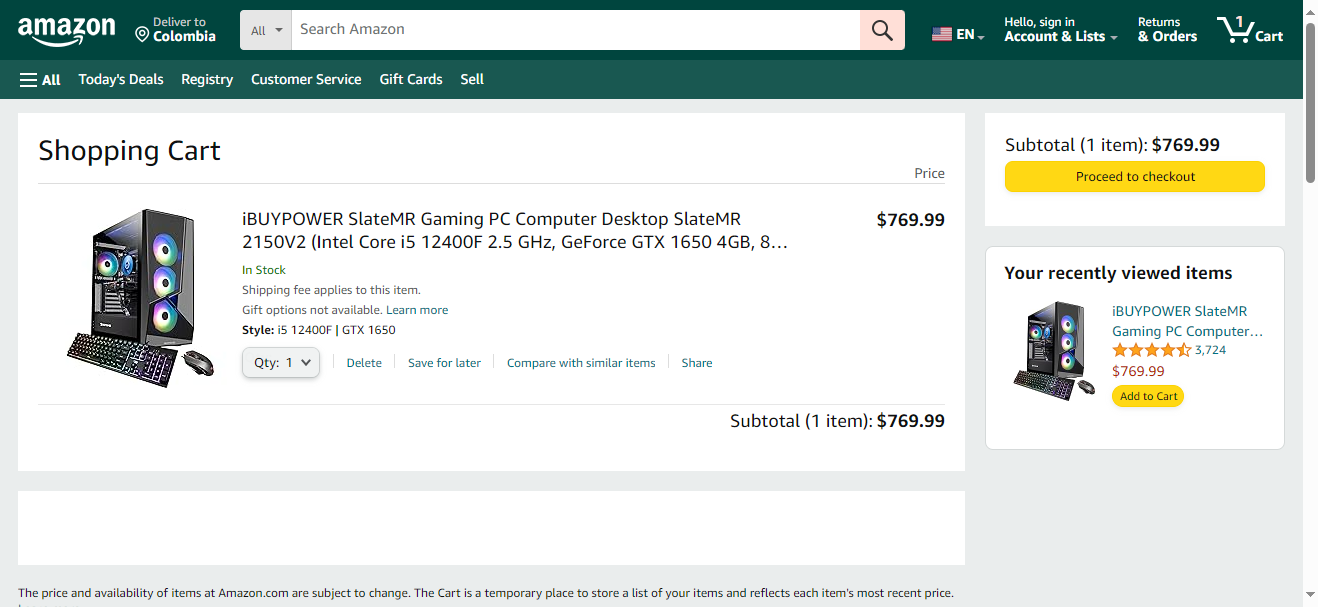 amazon
Deliver to
Colombia
All
Search Amazon
EN
Hello, sign in
Account & Lists
Returns
& Orders
1
Cart
All
Today's Deals
Registry
Customer Service
Gift Cards
Sell
Shopping Cart
Price
iBUYPOWER SlateMR Gaming PC Computer Desktop SlateMR
2150V2 (Intel Core i5 12400F 2.5 GHz, GeForce GTX 1650 4GB, 8…
$769.99
In Stock
Shipping fee applies to this item.
Gift options not available. Learn more
Style: i5 12400F | GTX 1650
Qty: 1
Delete
Save for later
Compare with similar items
Share
Subtotal (1 item): $769.99
Subtotal (1 item): $769.99
Proceed to checkout
Your recently viewed items
iBUYPOWER SlateMR
Gaming PC Computer…
3,724
$769.99
Add to Cart
The price and availability of items at Amazon.com are subject to change. The Cart is a temporary place to store a list of your items and reflects each item's most recent price.